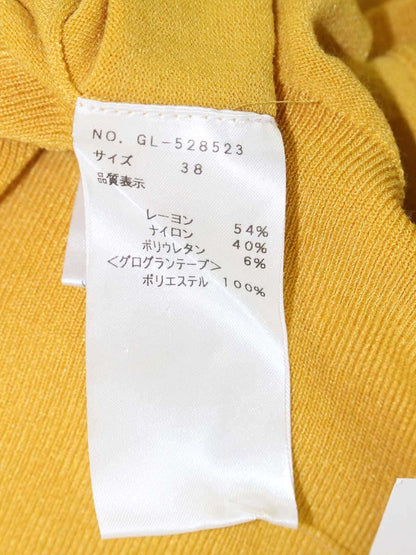 NO. GL-528523
サイズ 38
品質表示
レーヨン 54%
ナイロン 40%
ポリウレタン 6%
<グログランテープ>
ポリエステル 100%